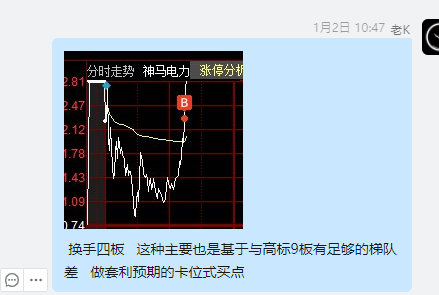 1月2日 10:47 老K
分时走势 神马电力 涨停分析
2.81
2.47
2.12
B
1.78
1.43
1.09
0.74
换手四板 这种主要也是基于与高标9板有足够的梯队
差 做套利预期的卡位式买点